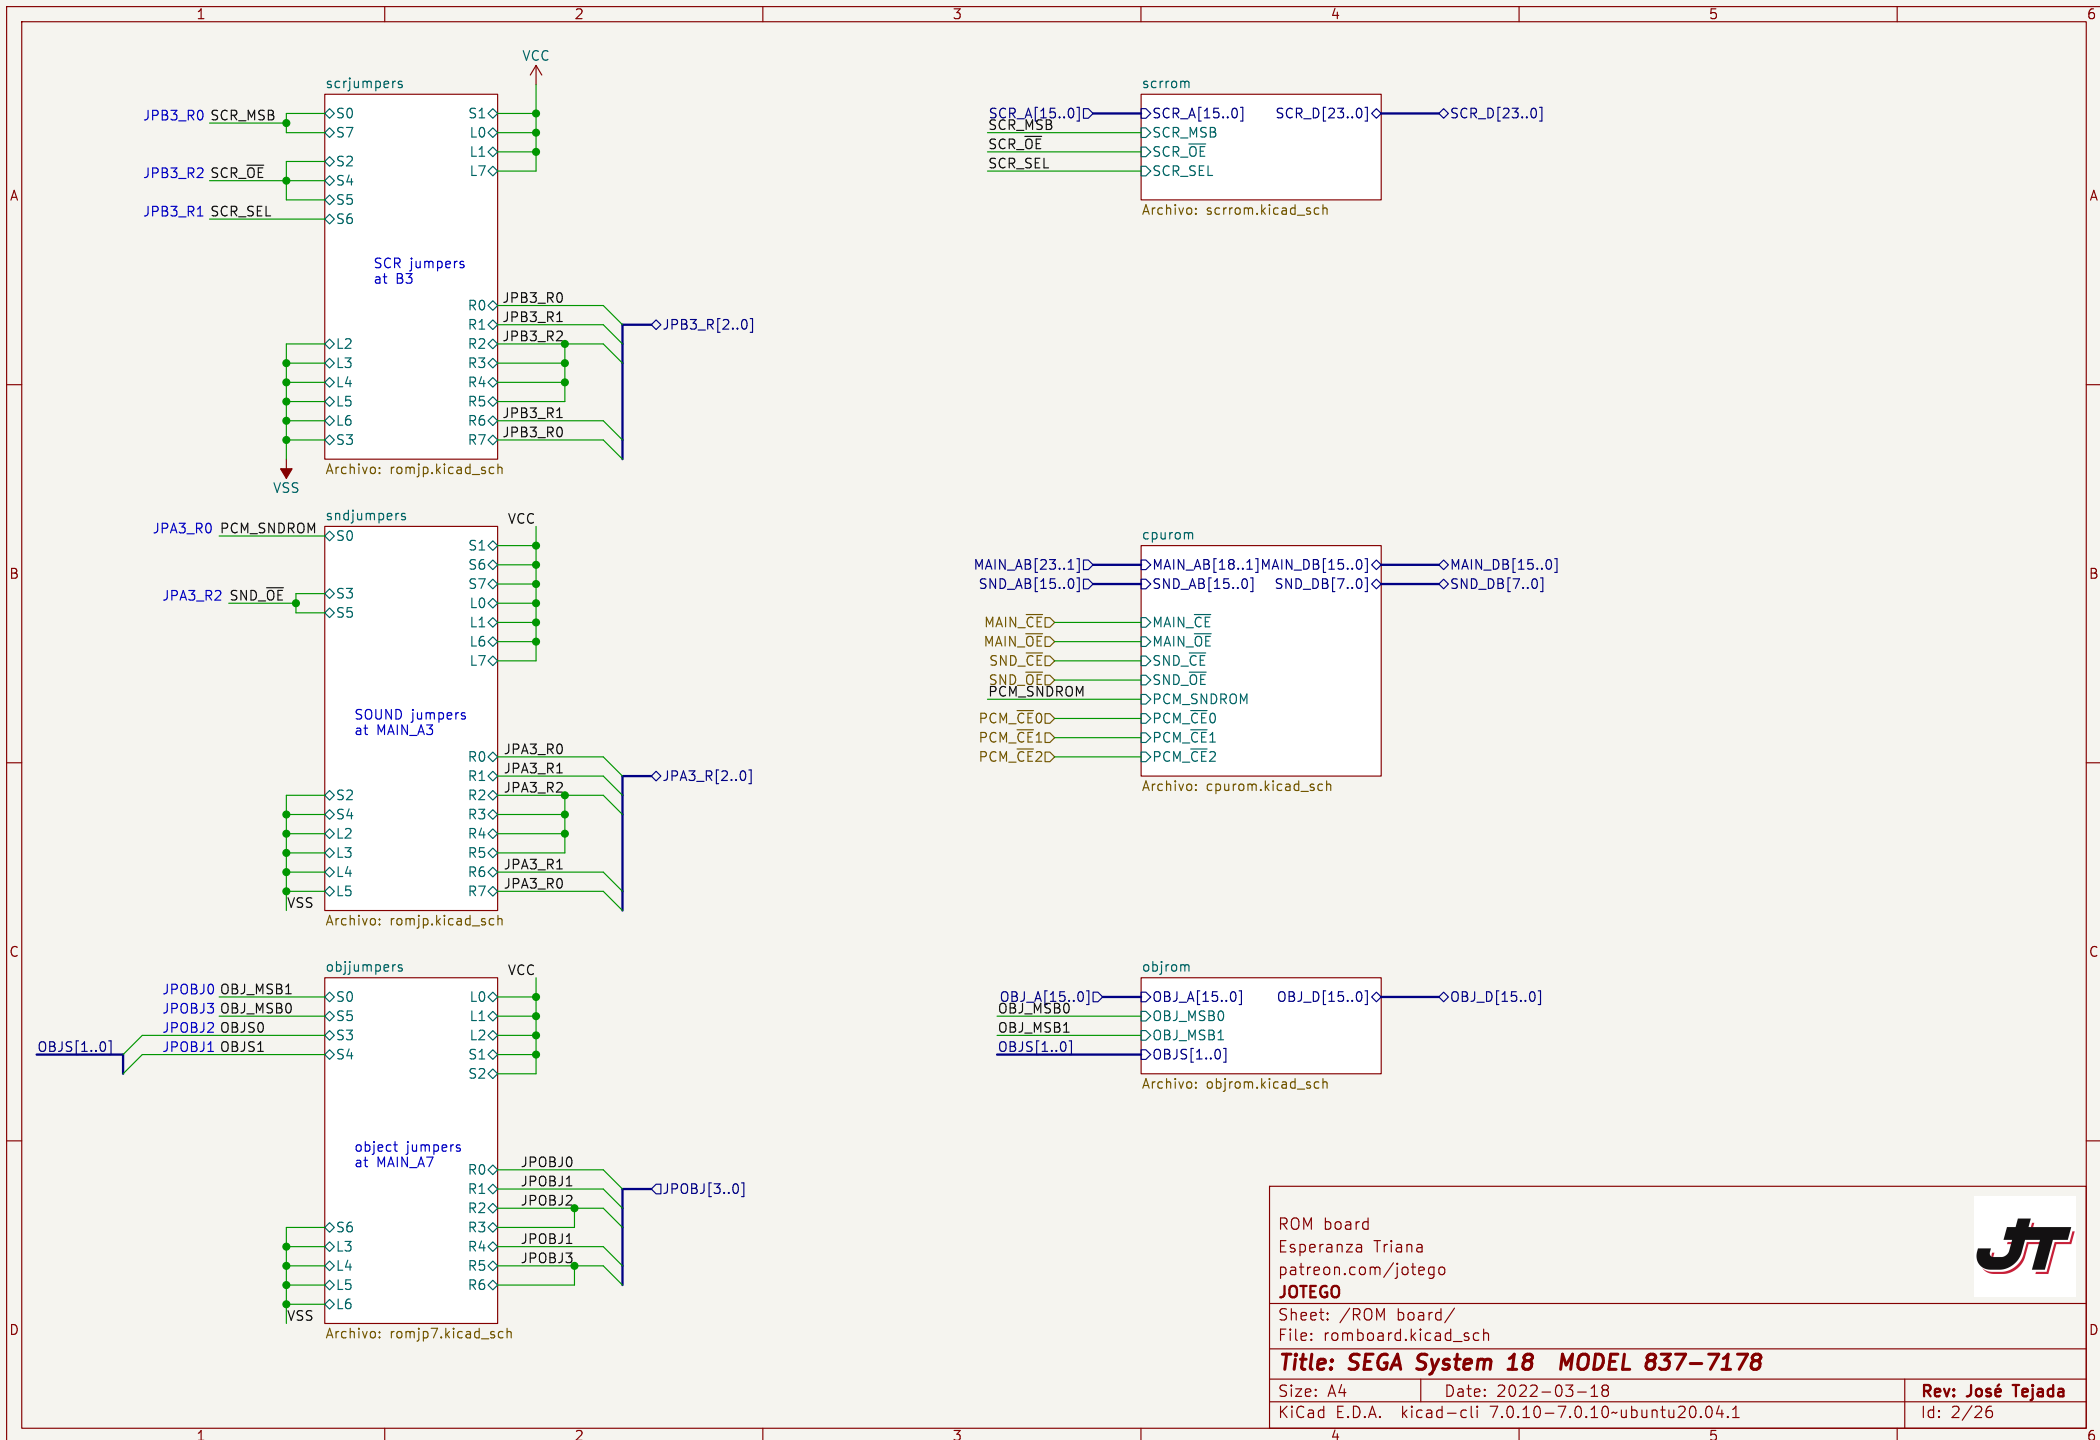 1 2 3 4 5 6
A
B
C
D
VCC
scrjumpers
JPB3_R0 SCR_MSB
S0
S7
JPB3_R2 SCR_OE
S2
S4
S5
JPB3_R1 SCR_SEL
S6
S1
L0
L1
L7
SCR jumpers
at B3
R0 JPB3_R0
R1 JPB3_R1
R2 JPB3_R2
R3
R4
R5
R6 JPB3_R1
R7 JPB3_R0
JPB3_R[2..0]
L2
L3
L4
L5
L6
S3
VSS
Archivo: romjp.kicad_sch
sndjumpers
VCC
JPA3_R0 PCM_SNDROM
S0
JPA3_R2 SND_OE
S3
S5
S1
S6
S7
L0
L1
L6
L7
SOUND jumpers
at MAIN_A3
R0 JPA3_R0
R1 JPA3_R1
R2 JPA3_R2
R3
R4
R5
R6 JPA3_R1
R7 JPA3_R0
JPA3_R[2..0]
S2
S4
L2
L3
L4
L5
VSS
Archivo: romjp.kicad_sch
objjumpers
VCC
JPOBJ0 OBJ_MSB1 S0
JPOBJ3 OBJ_MSB0 S5
JPOBJ2 OBJS0 S3
JPOBJ1 OBJS1 S4
OBJS[1..0]
L0
L1
L2
S1
S2
object jumpers
at MAIN_A7
R0 JPOBJ0
R1 JPOBJ1
R2 JPOBJ2
R3
R4 JPOBJ1
R5 JPOBJ3
R6
JPOBJ[3..0]
S6
L3
L4
L5
L6
VSS
Archivo: romjp7.kicad_sch
scrrom
SCR_A[15..0] SCR_A[15..0] SCR_D[23..0] SCR_D[23..0]
SCR_MSB SCR_MSB
SCR_OE SCR_OE
SCR_SEL SCR_SEL
Archivo: scrrom.kicad_sch
cpurom
MAIN_AB[23..1] MAIN_AB[18..1] MAIN_DB[15..0] MAIN_DB[15..0]
SND_AB[15..0] SND_AB[15..0] SND_DB[7..0] SND_DB[7..0]
MAIN_CE MAIN_CE
MAIN_OE MAIN_OE
SND_CE SND_CE
SND_OE SND_OE
PCM_SNDROM PCM_SNDROM
PCM_CE0 PCM_CE0
PCM_CE1 PCM_CE1
PCM_CE2 PCM_CE2
Archivo: cpurom.kicad_sch
objrom
OBJ_A[15..0] OBJ_A[15..0] OBJ_D[15..0] OBJ_D[15..0]
OBJ_MSB0 OBJ_MSB0
OBJ_MSB1 OBJ_MSB1
OBJS[1..0] OBJS[1..0]
Archivo: objrom.kicad_sch
ROM board
Esperanza Triana
patreon.com/jotego
JOTEGO
JT
Sheet: /ROM board/
File: romboard.kicad_sch
Title: SEGA System 18 MODEL 837-7178
Size: A4 Date: 2022-03-18 Rev: José Tejada
KiCad E.D.A. kicad-cli 7.0.10-7.0.10~ubuntu20.04.1 Id: 2/26
A
B
C
D
1 2 3 4 5 6